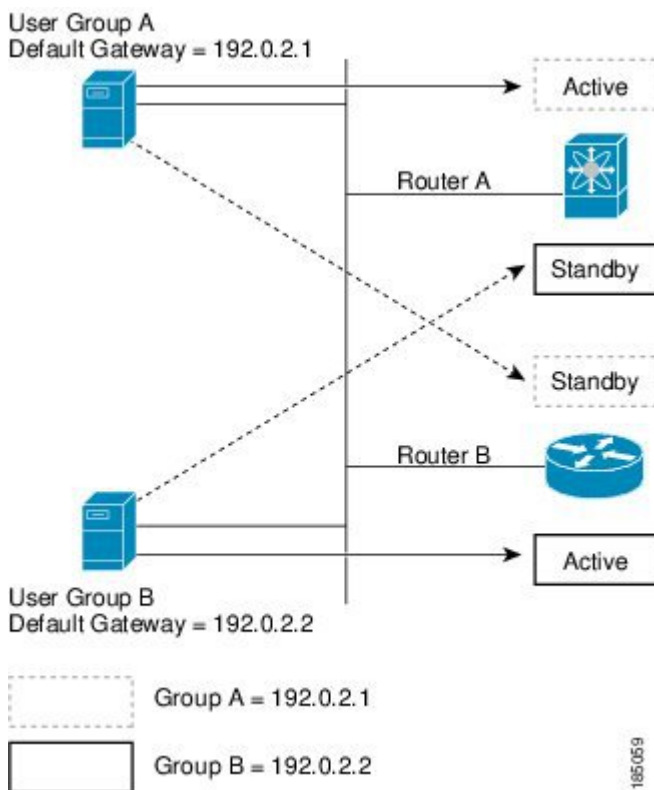 User Group A
Default Gateway = 192.0.2.1
Active
Router A
Standby
Standby
Router B
Active
User Group B
Default Gateway = 192.0.2.2
Group A = 192.0.2.1
Group B = 192.0.2.2
185059